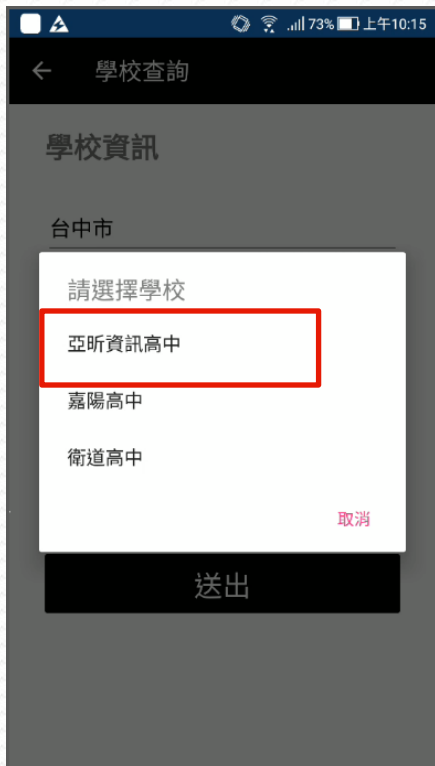 73% 上午10:15
學校查詢
學校資訊
台中市
請選擇學校
亞昕資訊高中
嘉陽高中
衛道高中
取消
送出